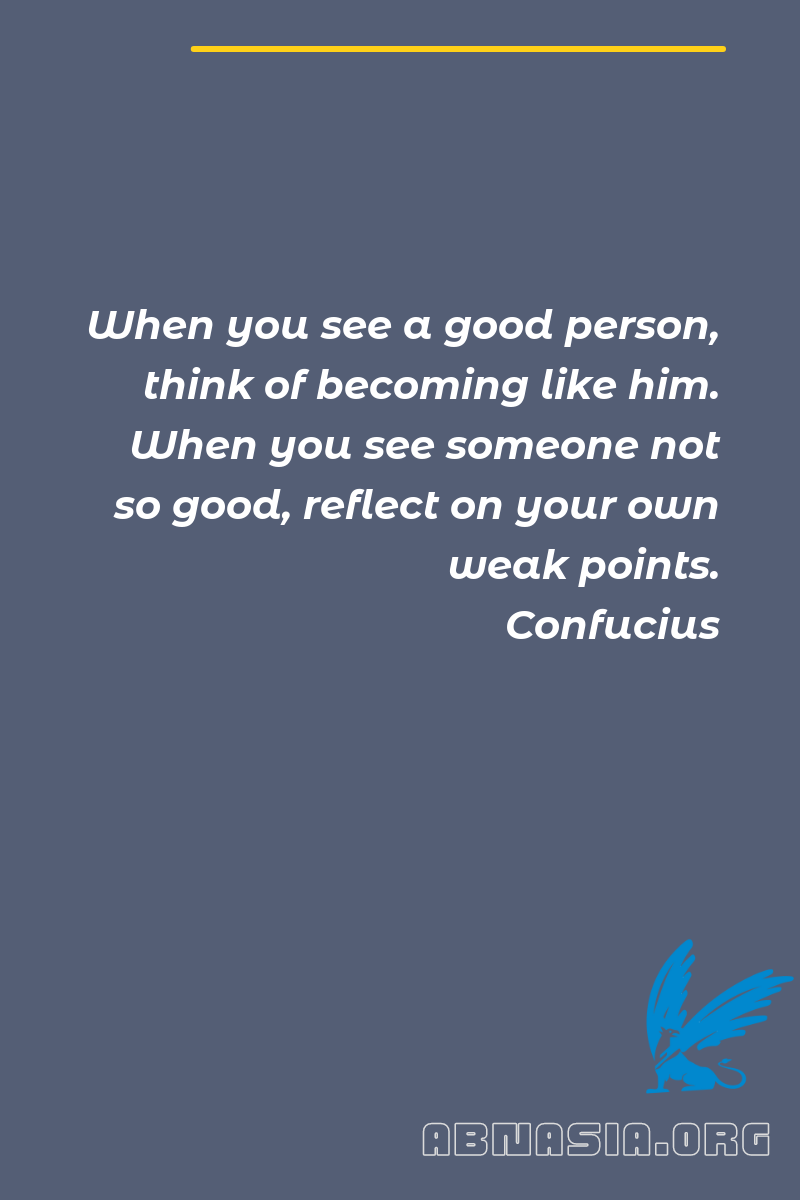 When you see a good person,
think of becoming like him.
When you see someone not
so good, reflect on your own
weak points.
Confucius
ABNASIA.ORG